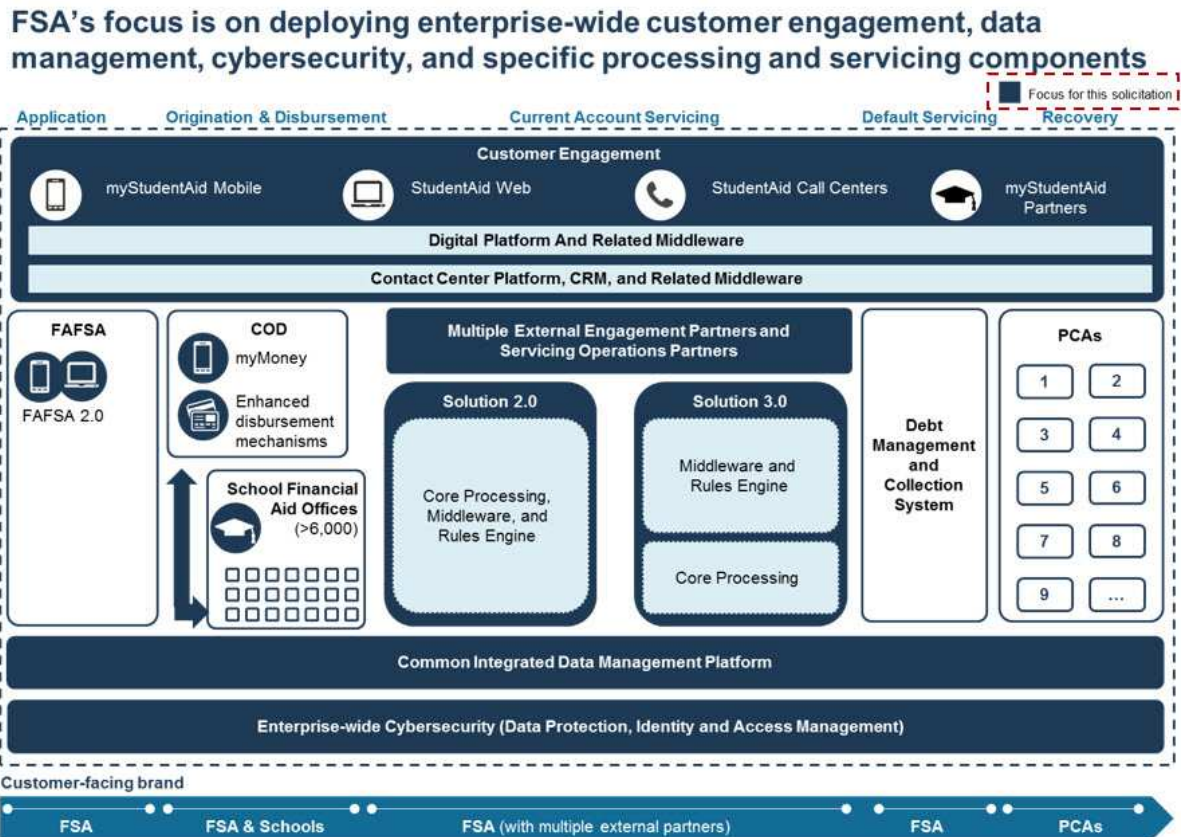 FSA's focus is on deploying enterprise-wide customer engagement, data
management, cybersecurity, and specific processing and servicing components
Focus for this solicitation
Application
Origination & Disbursement
Current Account Servicing
Default Servicing
Recovery
Customer Engagement
myStudentAid Mobile
StudentAid Web
StudentAid Call Centers
myStudentAid
Partners
Digital Platform And Related Middleware
Contact Center Platform, CRM, and Related Middleware
FAFSA
FAFSA 2.0
COD
myMoney
Enhanced
disbursement
mechanisms
School Financial
Aid Offices
(>6,000)
Multiple External Engagement Partners and
Servicing Operations Partners
Solution 2.0
Core Processing,
Middleware, and
Rules Engine
Solution 3.0
Middleware and
Rules Engine
Core Processing
Debt
Management
and
Collection
System
PCAs
1
2
3
4
5
6
7
8
9
...
Common Integrated Data Management Platform
Enterprise-wide Cybersecurity (Data Protection, Identity and Access Management)
Customer-facing brand
FSA
FSA & Schools
FSA (with multiple external partners)
FSA
PCAs